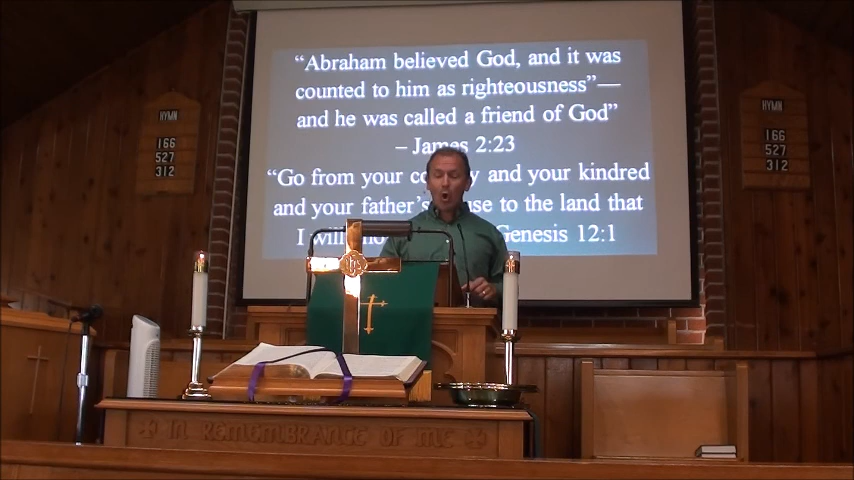 “Abraham believed God, and it was
counted to him as righteousness”—
and he was called a friend of God”
– James 2:23
“Go from your and your kindred
and your father’s to the land that
I will Genesis 12:1
HYMN
166
527
312
HYMN
166
527
312
IHS
IN REMEMBRANCE OF ME